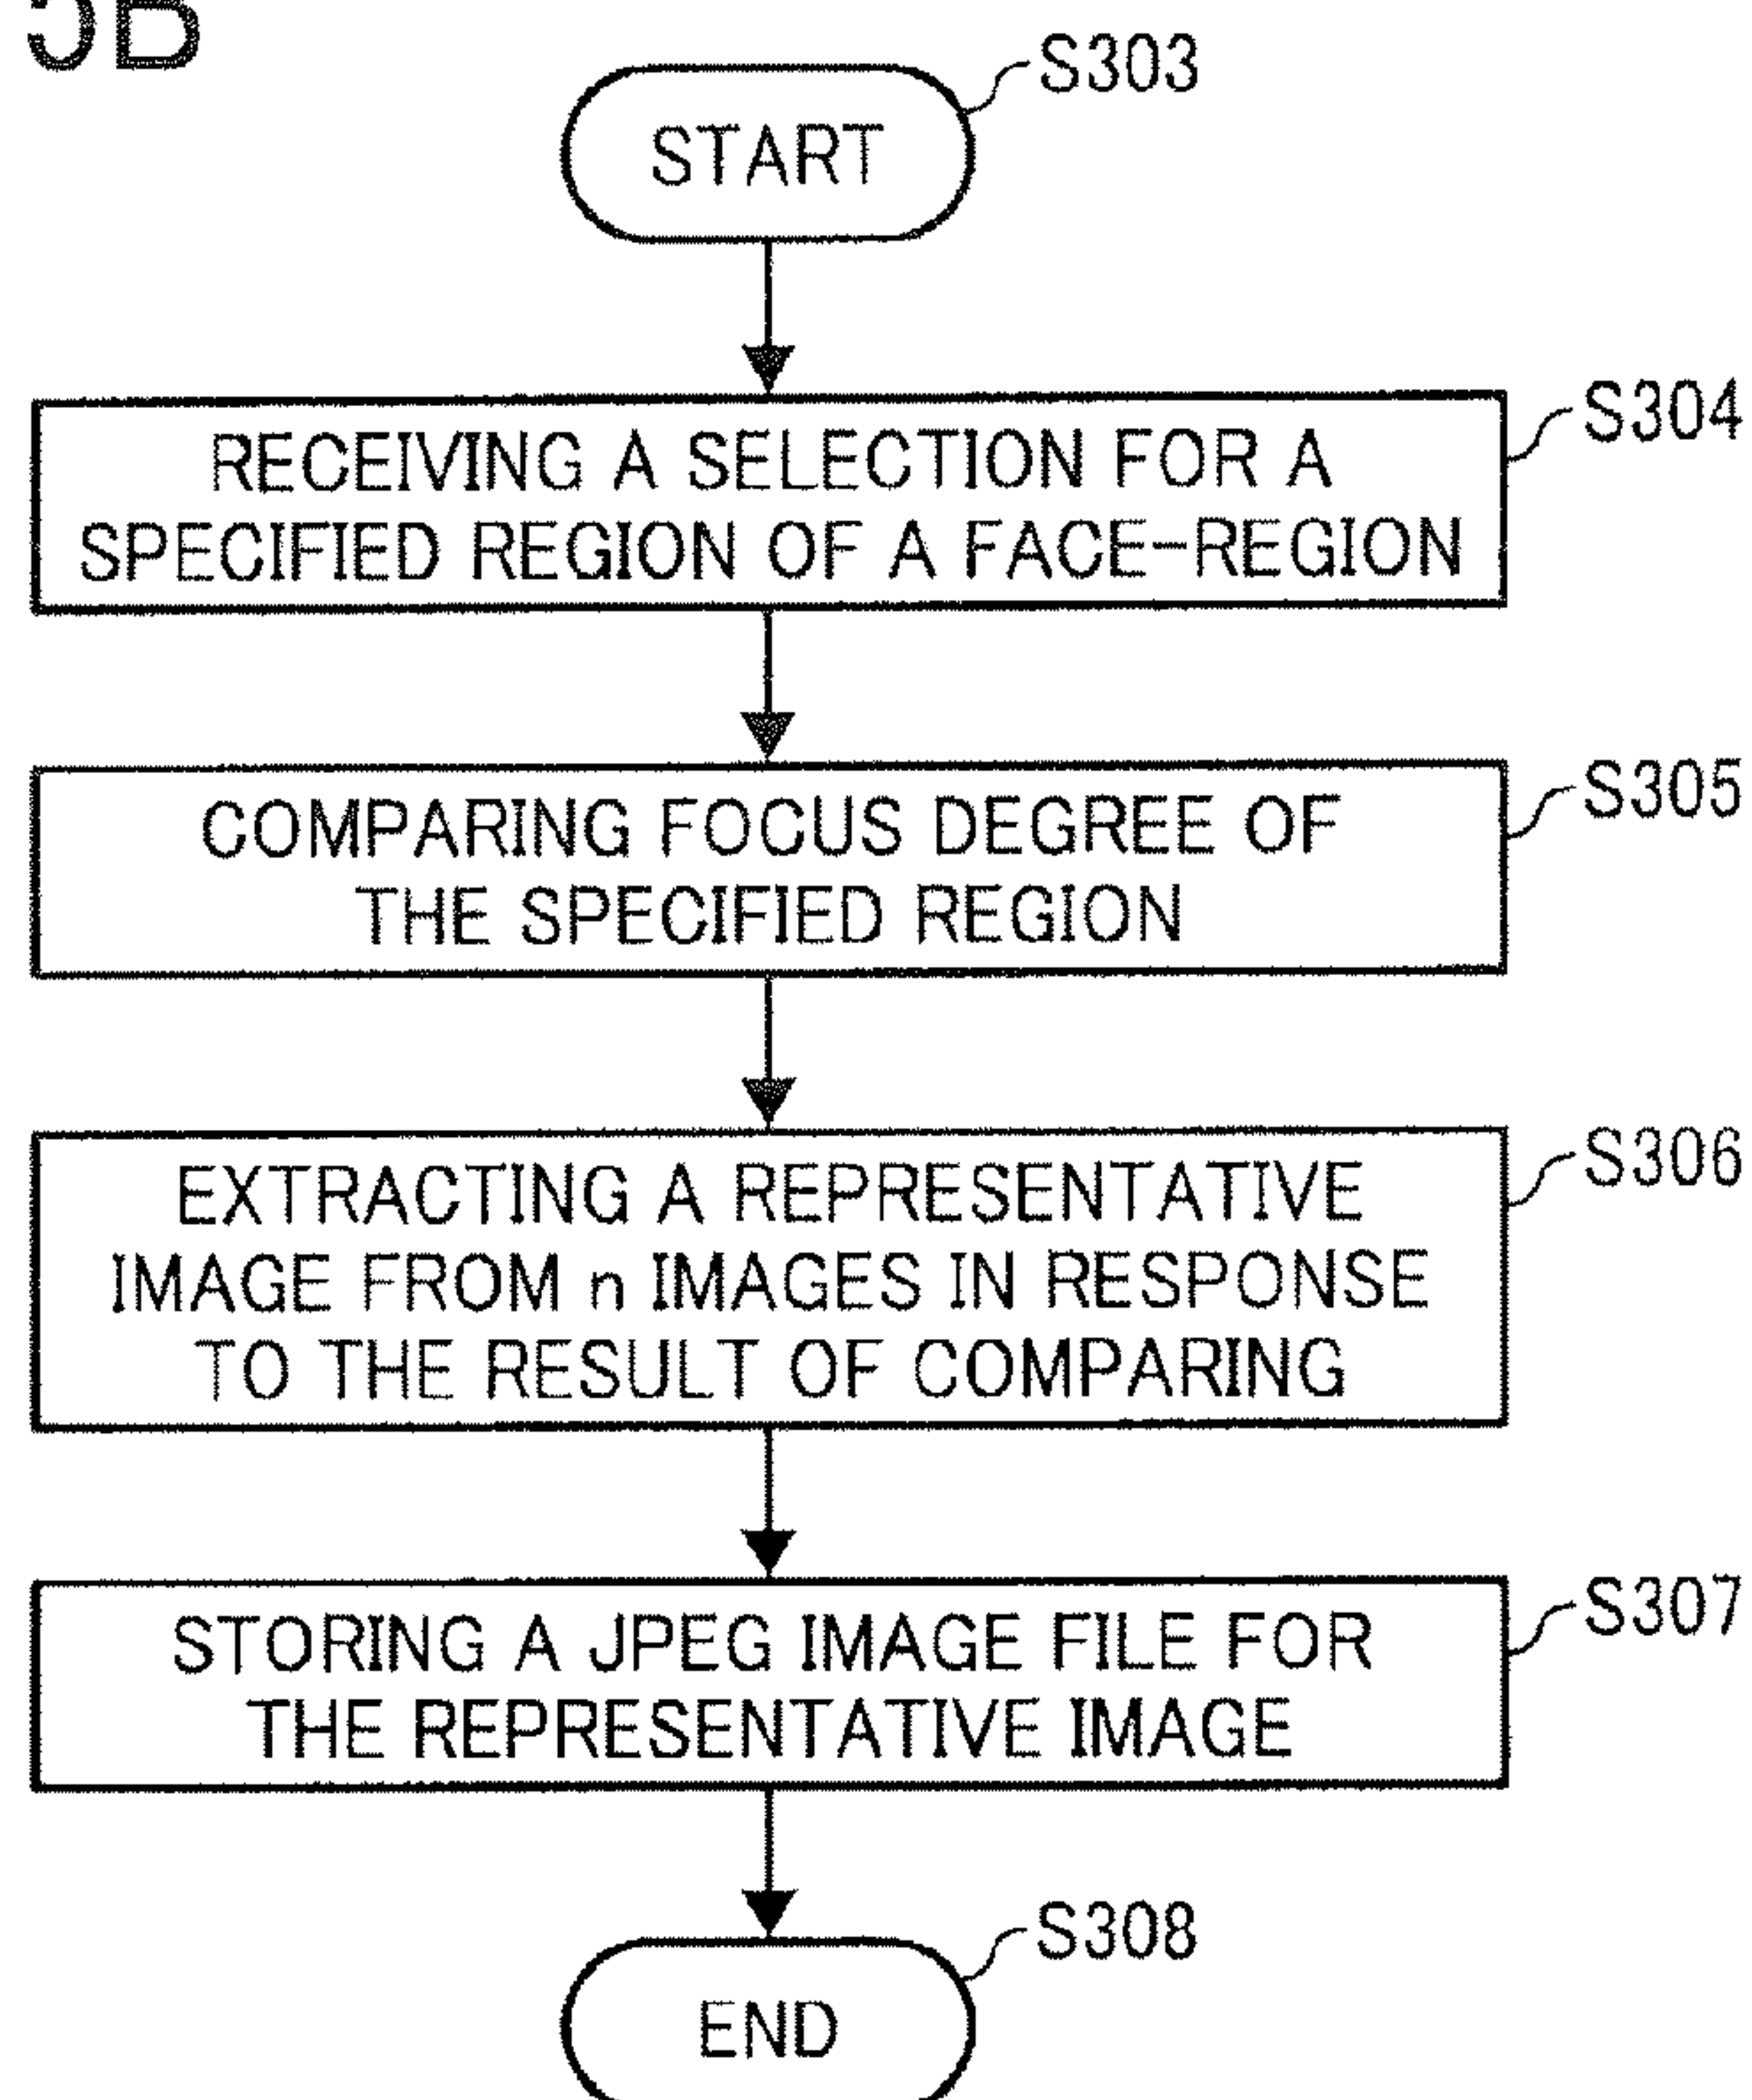 5B
START
S303
RECEIVING A SELECTION FOR A
SPECIFIED REGION OF A FACE-REGION
S304
COMPARING FOCUS DEGREE OF
THE SPECIFIED REGION
S305
EXTRACTING A REPRESENTATIVE
IMAGE FROM n IMAGES IN RESPONSE
TO THE RESULT OF COMPARING
S306
STORING A JPEG IMAGE FILE FOR
THE REPRESENTATIVE IMAGE
S307
END
S308